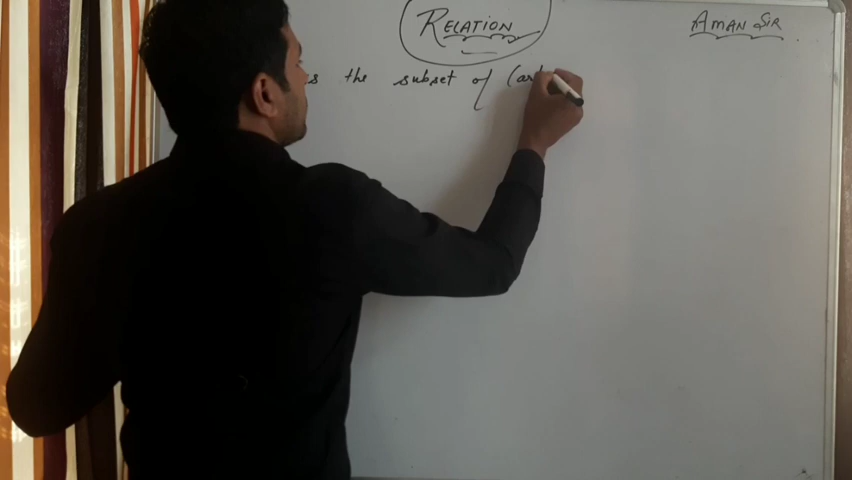 RELATION
AMAN SIR
the subset of